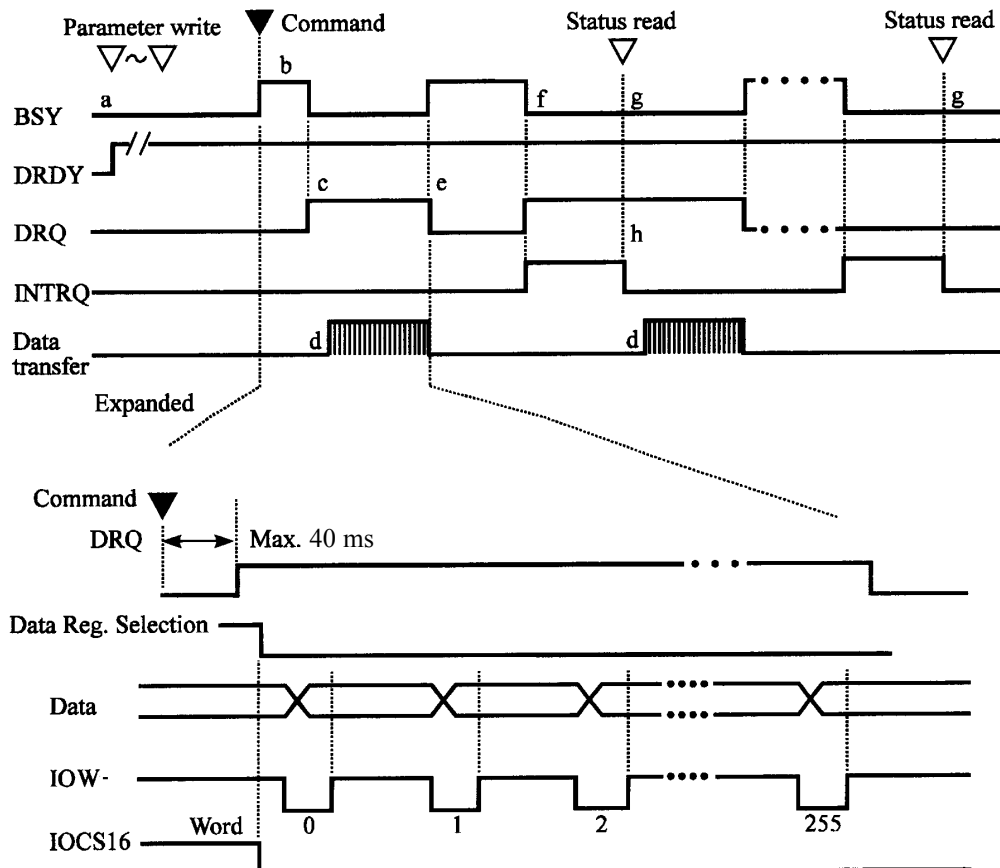 Parameter write
Command
Status read
Status read
b
a
f
g
g
BSY
DRDY
c
e
DRQ
h
INTRQ
d
d
Data
transfer
Expanded
Command
DRQ
Max. 40 ms
Data Reg. Selection
Data
IOW-
Word
0
1
2
255
IOCS16